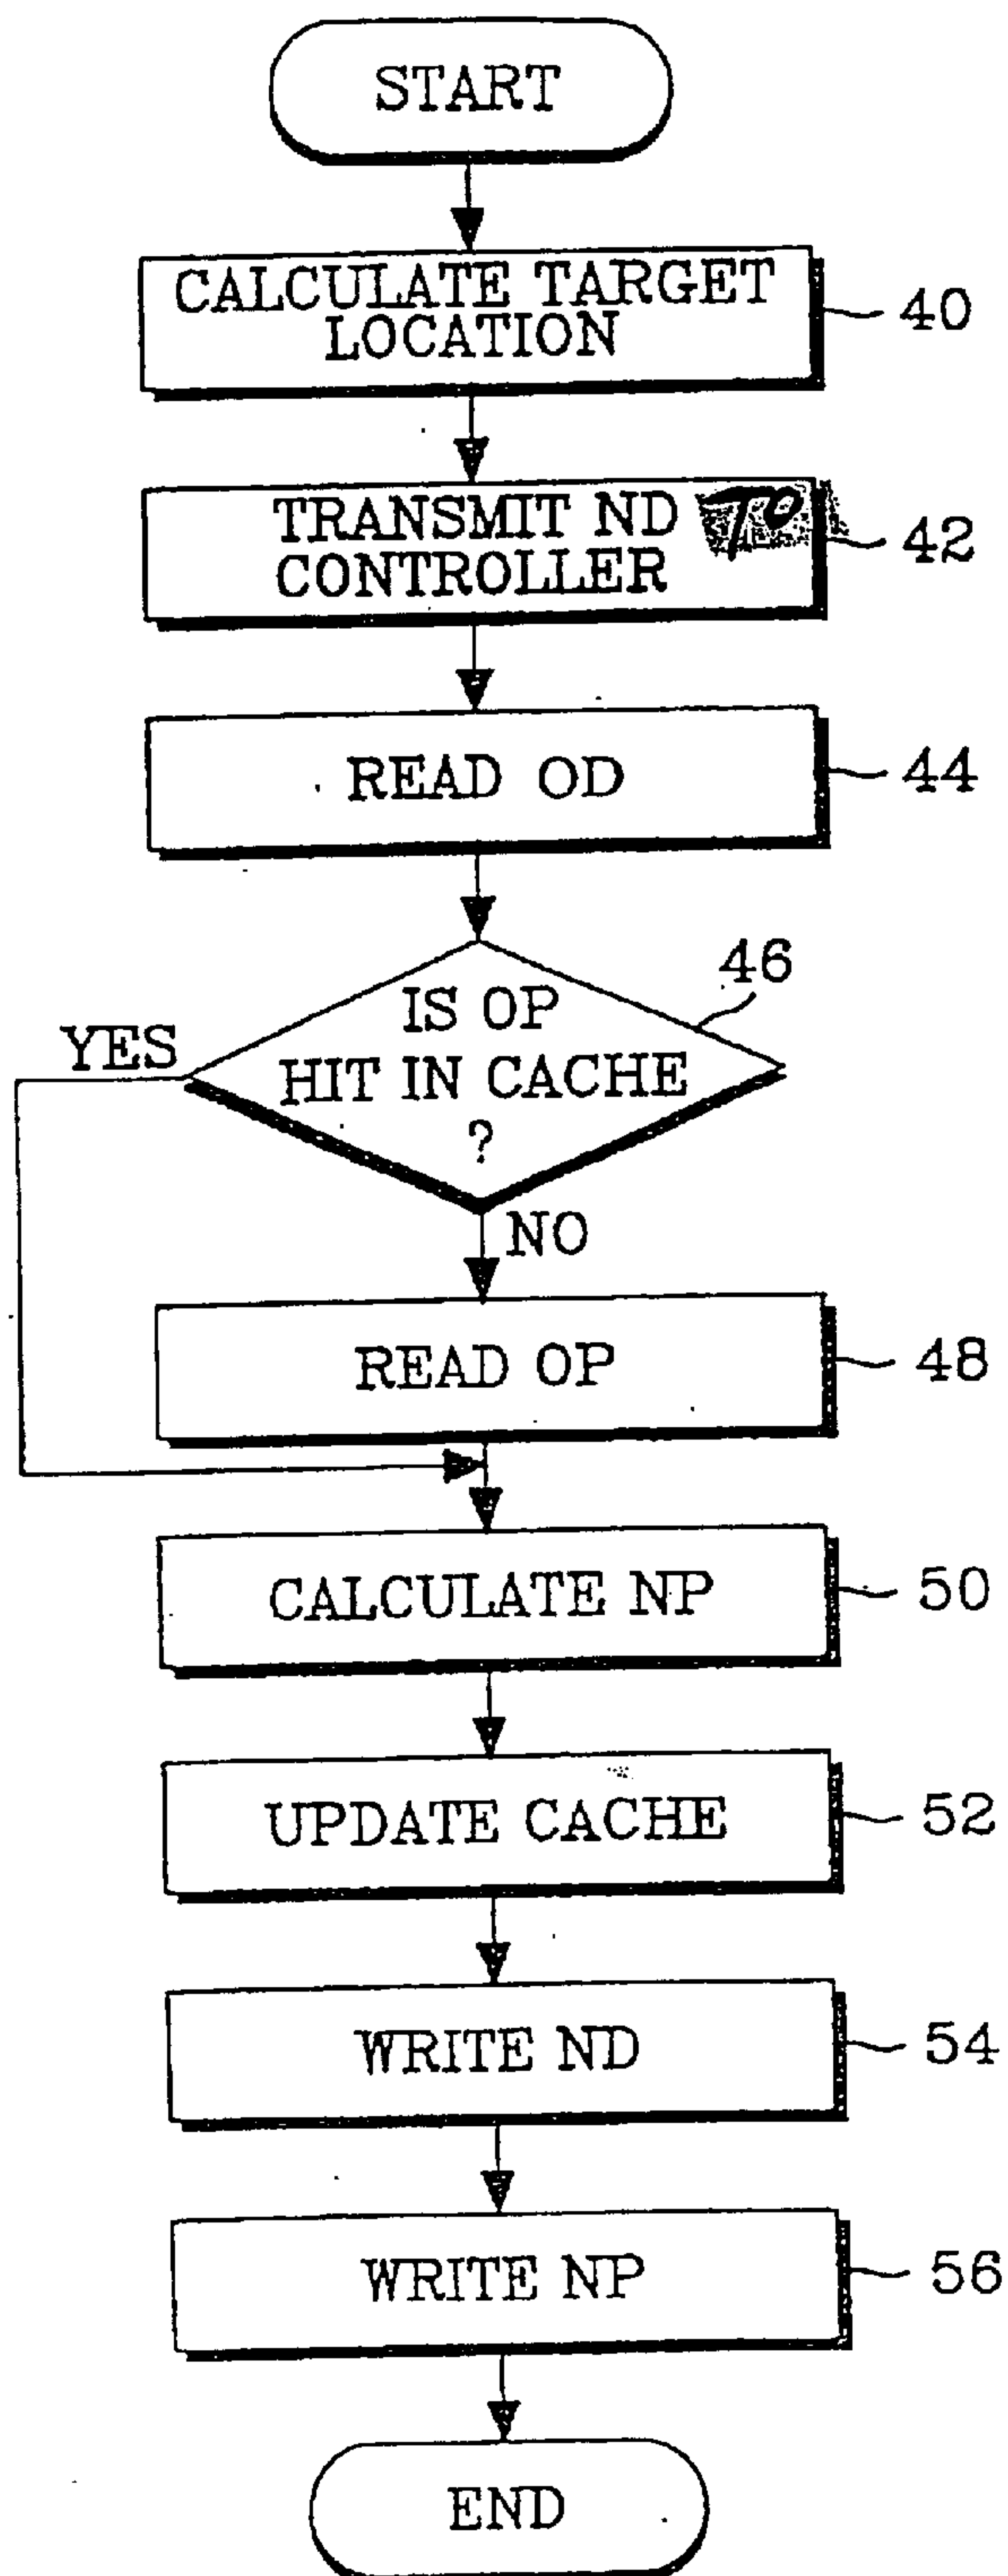 START
CALCULATE TARGET
LOCATION
40
TRANSMIT ND TO
CONTROLLER
42
READ OD
44
46
IS OP
HIT IN CACHE
?
YES
NO
READ OP
48
CALCULATE NP
50
UPDATE CACHE
52
WRITE ND
54
WRITE NP
56
END